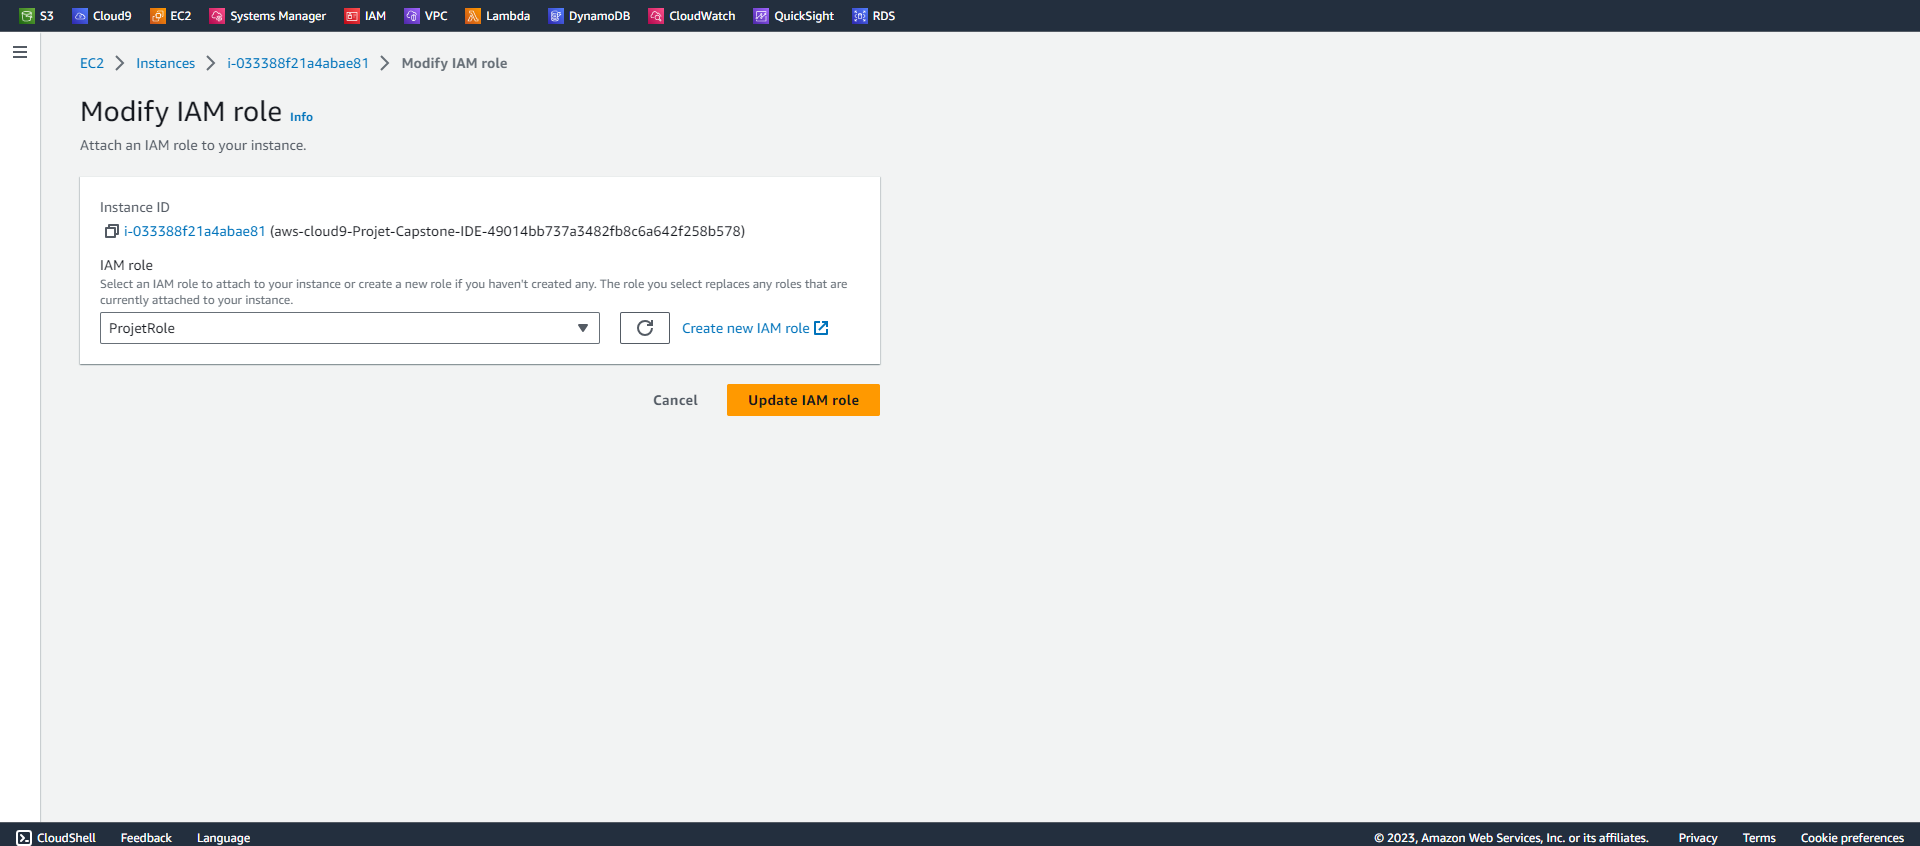 S3 Cloud9 EC2 Systems Manager IAM VPC Lambda DynamoDB CloudWatch QuickSight RDS
EC2 Instances i-033388f21a4abae81 Modify IAM role
Modify IAM role Info
Attach an IAM role to your instance.
Instance ID
i-033388f21a4abae81 (aws-cloud9-Projet-Capstone-IDE-49014bb737a3482fb8c6a642f258b578)
IAM role
Select an IAM role to attach to your instance or create a new role if you haven't created any. The role you select replaces any roles that are
currently attached to your instance.
ProjetRole Create new IAM role
Cancel Update IAM role
CloudShell Feedback Language © 2023, Amazon Web Services, Inc. or its affiliates. Privacy Terms Cookie preferences